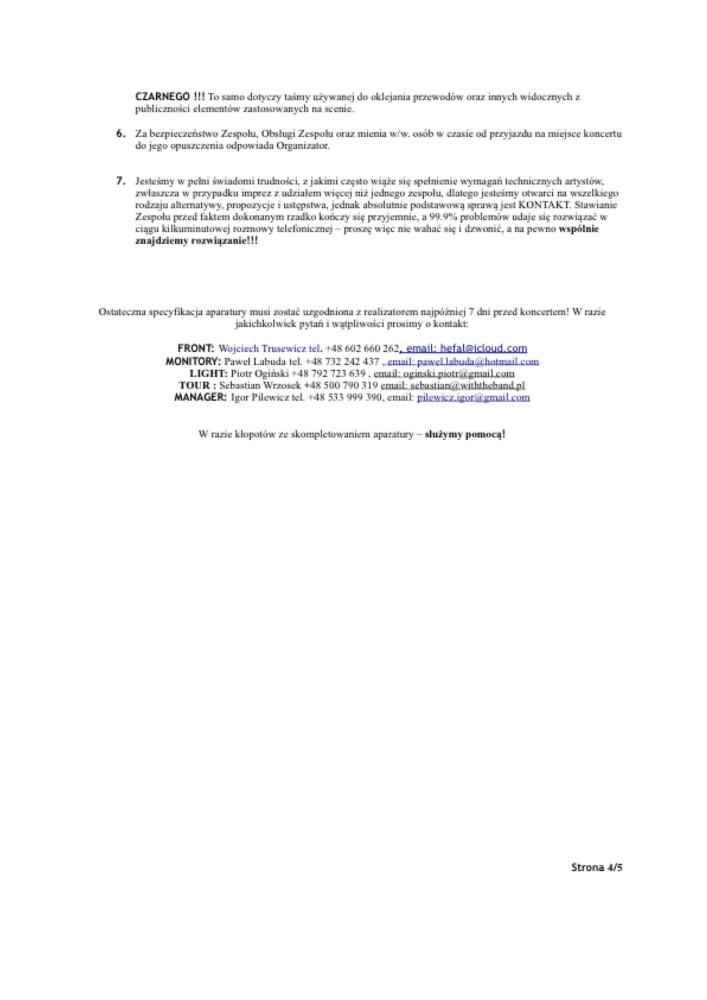 CZARNEGO !!! To samo dotyczy taśmy używanej do oklejania przewodów oraz innych widocznych z
publiczności elementów zastosowanych na scenie.
6. Za bezpieczeństwo Zespołu, Obsługi Zespołu oraz mienia w/w. osób w czasie od przyjazdu na miejsce koncertu
do jego opuszczenia odpowiada Organizator.
7. Jesteśmy w pełni świadomi trudności, z jakimi często wiąże się spełnienie wymagań technicznych artystów,
zwłaszcza w przypadku imprez z udziałem więcej niż jednego zespołu, dlatego jesteśmy otwarci na wszelkiego
rodzaju alternatywy, propozycje i ustępstwa, jednak absolutnie podstawową sprawą jest KONTAKT. Stawianie
Zespołu przed faktem dokonanym rzadko kończy się przyjemnie, a 99.9% problemów udaje się rozwiązać w
ciągu kilkuminutowej rozmowy telefonicznej – proszę więc nie wahać się i dzwonić, a na pewno wspólnie
znajdziemy rozwiązanie!!!
Ostateczna specyfikacja aparatury musi zostać uzgodniona z realizatorem najpóźniej 7 dni przed koncertem! W razie
jakichkolwiek pytań i wątpliwości prosimy o kontakt:
FRONT: Wojciech Trusewicz tel. +48 602 660 262, email: hefal@icloud.com
MONITORY: Paweł Labuda tel. +48 732 242 437 , email: pawel.labuda@hotmail.com
LIGHT: Piotr Ogiński +48 792 723 639 , email: oginski.piotr@gmail.com
TOUR : Sebastian Wrzosek +48 500 790 319 email: sebastian@withtheband.pl
MANAGER: Igor Pilewicz tel. +48 533 999 390, email: pilewicz.igor@gmail.com
W razie kłopotów ze skompletowaniem aparatury – służymy pomocą!
Strona 4/5